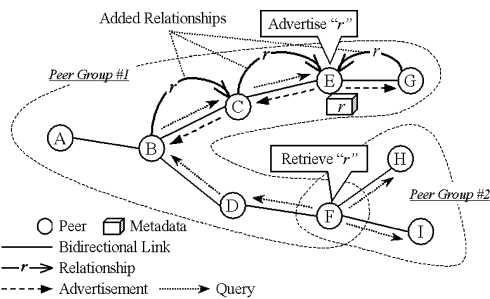 Added Relationships
Advertise "r"
r
r
r
Peer Group #1
E
G
C
r
A
B
Retrieve "r"
H
Peer Group #2
D
F
I
Peer
Metadata
Bidirectional Link
r Relationship
Advertisement
Query